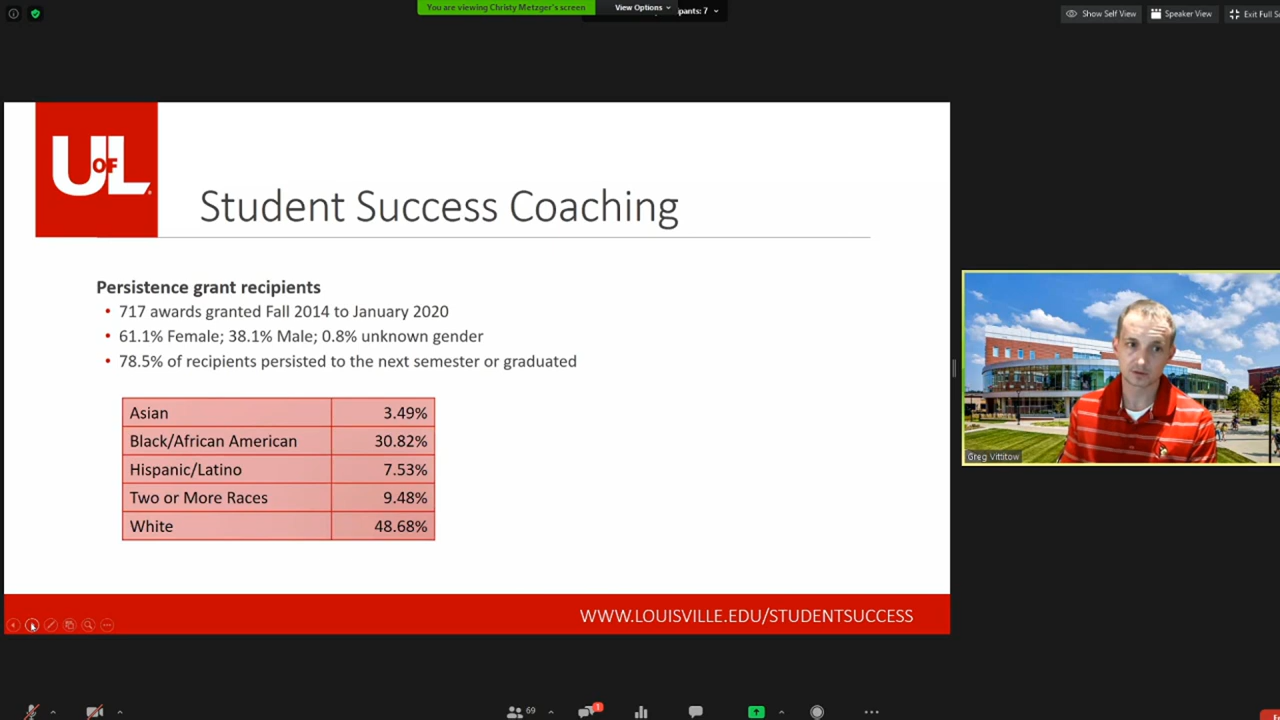 You are viewing Christy Metzger's screen
View Options
pants: 7
Show Self View
Speaker View
Exit Full
UofL
Student Success Coaching
Persistence grant recipients
• 717 awards granted Fall 2014 to January 2020
• 61.1% Female; 38.1% Male; 0.8% unknown gender
• 78.5% of recipients persisted to the next semester or graduated
Asian 3.49%
Black/African American 30.82%
Hispanic/Latino 7.53%
Two or More Races 9.48%
White 48.68%
Greg Vittitow
WWW.LOUISVILLE.EDU/STUDENTSUCCESS
69
1